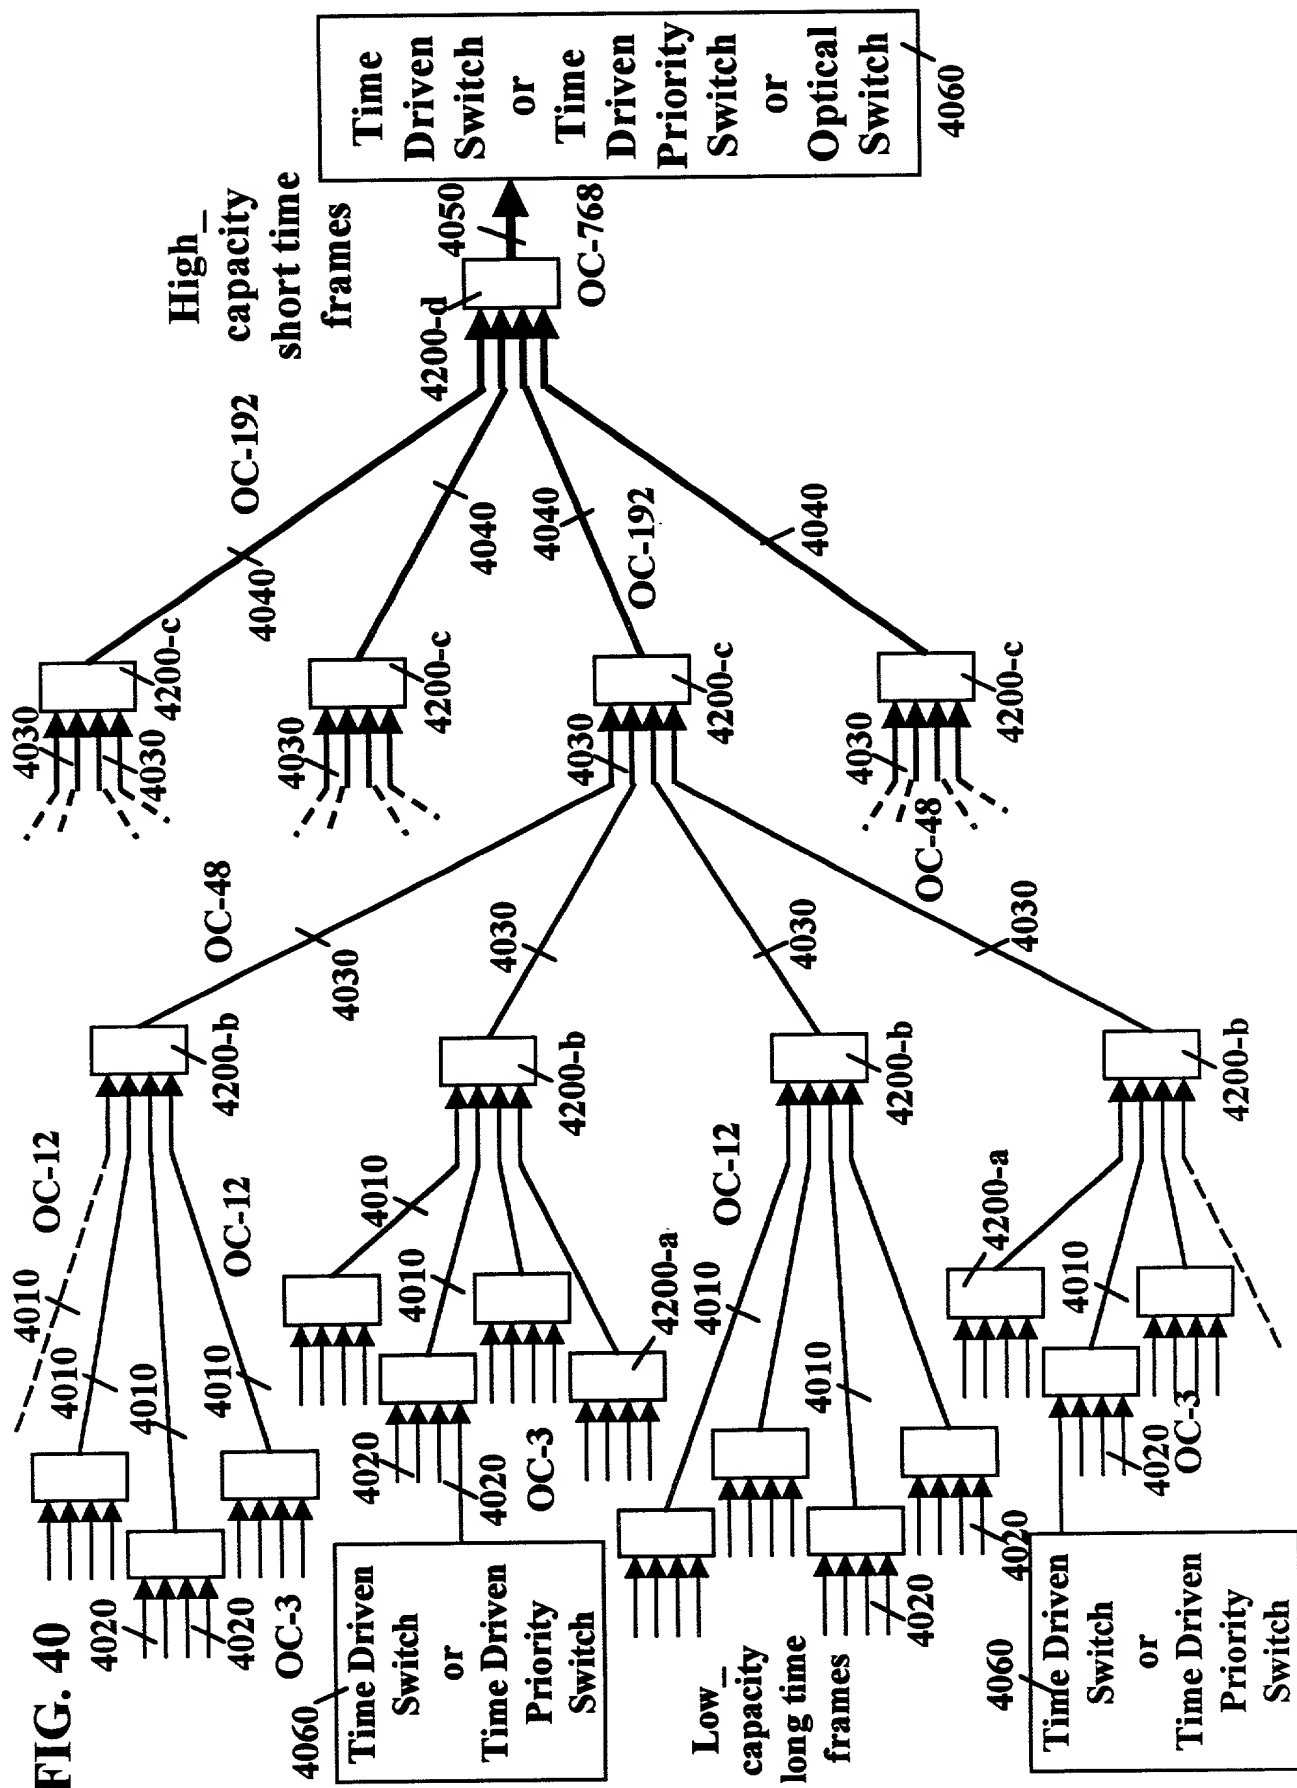 FIG. 40
4020
4020
OC-3
4010
OC-12
4010
4010
4010
OC-12
4200-b
OC-48
4030
4030
4030
4200-c
4040
OC-192
High_
capacity
short time
frames
4060
Time Driven
Switch
or
Time Driven
Priority
Switch
4020
4020
OC-3
4010
4010
4200-a
4200-b
4030
4030
4200-c
4040
4200-d
4050
OC-768
Time
Driven
Switch
or
Time
Driven
Priority
Switch
or
Optical
Switch
4060
Low_
capacity
long time
frames
4020
4020
4010
4010
OC-12
4200-b
4030
4030
4200-c
4040
OC-192
4060
Time Driven
Switch
or
Time Driven
Priority
Switch
4020
OC-3
4010
4200-a
4200-b
4030
OC-48
4030
4200-c
4040